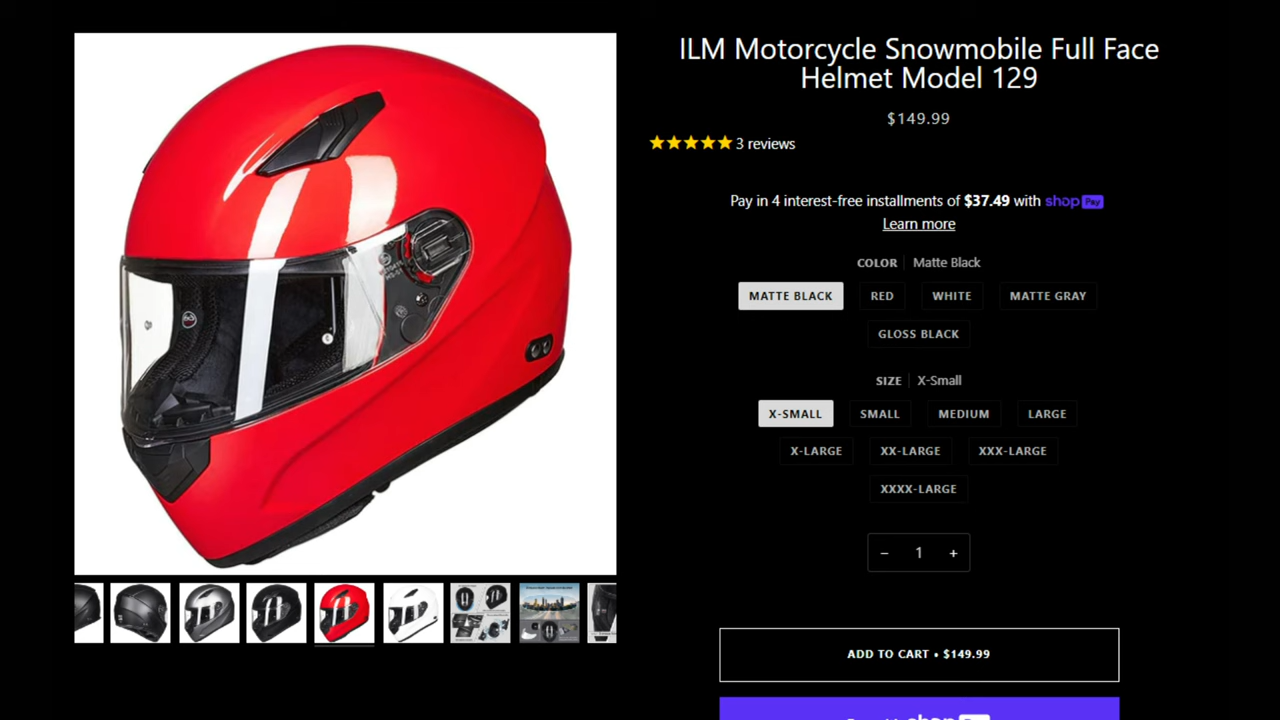 ILM Motorcycle Snowmobile Full Face
Helmet Model 129
$149.99
3 reviews
Pay in 4 interest-free installments of $37.49 with shop Pay
Learn more
COLOR Matte Black
MATTE BLACK RED WHITE MATTE GRAY
GLOSS BLACK
SIZE X-Small
X-SMALL SMALL MEDIUM LARGE
X-LARGE XX-LARGE XXX-LARGE
XXXX-LARGE
− 1 +
ADD TO CART • $149.99